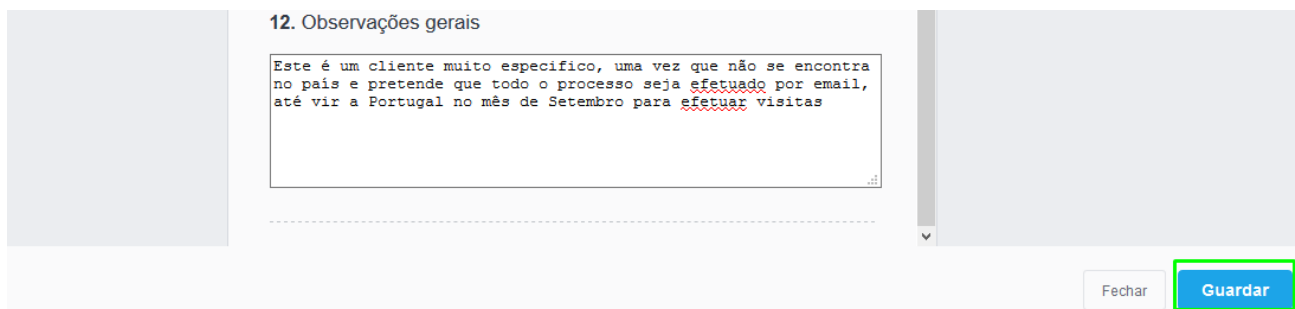 12. Observações gerais
Este é um cliente muito especifico, uma vez que não se encontra
no país e pretende que todo o processo seja efetuado por email,
até vir a Portugal no mês de Setembro para efetuar visitas
Fechar
Guardar